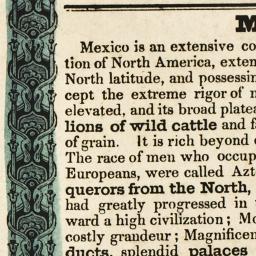 M
Mexico is an extensive co
tion of North America, exten
North latitude, and possessin
cept the extreme rigor of n
elevated, and its broad platea
lions of wild cattle and f
of grain. It is rich beyond
The race of men who occup
Europeans, were called Azt
querors from the North,
had greatly progressed in
ward a high civilization; Mo
costly grandeur; Magnificen
ducts, splendid palaces